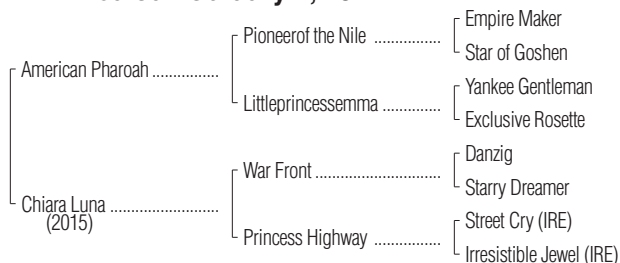 Pioneerof the Nile ................
Empire Maker
Star of Goshen
American Pharoah ................
Littleprincessemma ..............
Yankee Gentleman
Exclusive Rosette
War Front ..............................
Danzig
Starry Dreamer
Chiara Luna ..........................
(2015)
Princess Highway ................
Street Cry (IRE)
Irresistible Jewel (IRE)